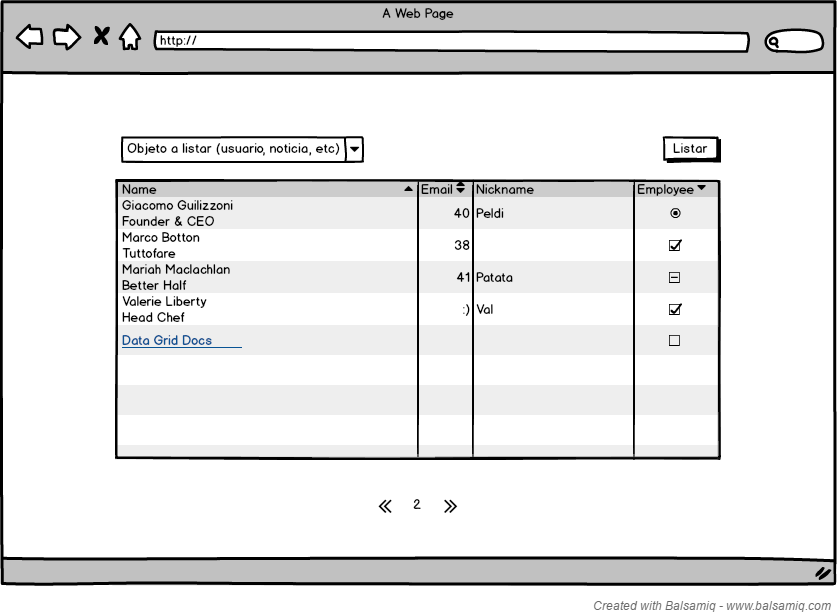 A Web Page
http://
Objeto a listar (usuario, noticia, etc)
Listar
Name Email Nickname Employee
Giacomo Guilizzoni
Founder & CEO
40 Peldi
Marco Botton
Tuttofare
38
Mariah Maclachlan
Better Half
41 Patata
Valerie Liberty
Head Chef
:) Val
Data Grid Docs
2
Created with Balsamiq - www.balsamiq.com